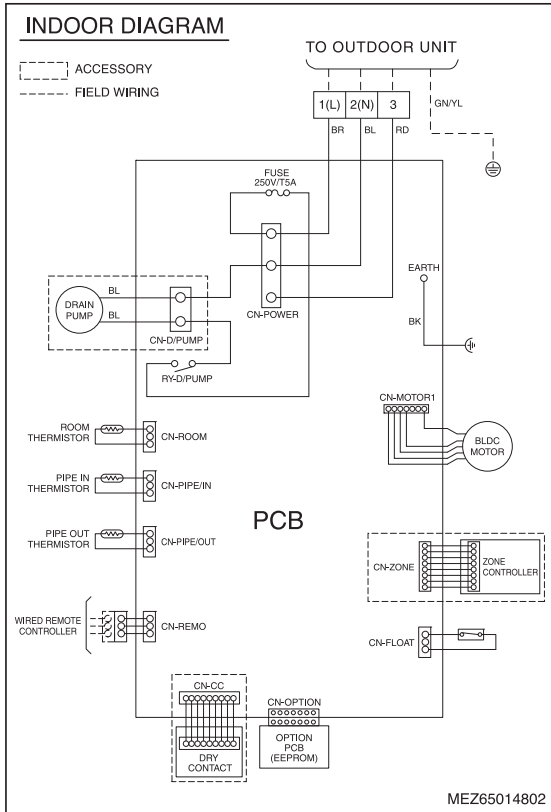 INDOOR DIAGRAM
ACCESSORY
FIELD WIRING
TO OUTDOOR UNIT
1(L) 2(N) 3
GN/YL
BR BL RD
FUSE
250V/T5A
EARTH
BK
DRAIN
PUMP
BL
BL
CN-D/PUMP
CN-POWER
RY-D/PUMP
CN-MOTOR1
BLDC
MOTOR
ROOM
THERMISTOR
CN-ROOM
PIPE IN
THERMISTOR
CN-PIPE/IN
PIPE OUT
THERMISTOR
CN-PIPE/OUT
PCB
CN-ZONE
ZONE
CONTROLLER
WIRED REMOTE
CONTROLLER
CN-REMO
CN-FLOAT
CN-CC
DRY
CONTACT
CN-OPTION
OPTION
PCB
(EEPROM)
MEZ65014802